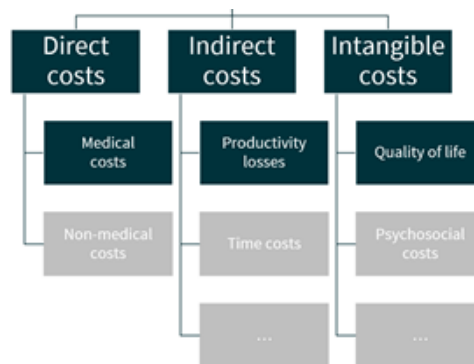 Direct
costs
Indirect
costs
Intangible
costs
Medical
costs
Productivity
losses
Quality of life
Non-medical
costs
Time costs
Psychosocial
costs
...
...